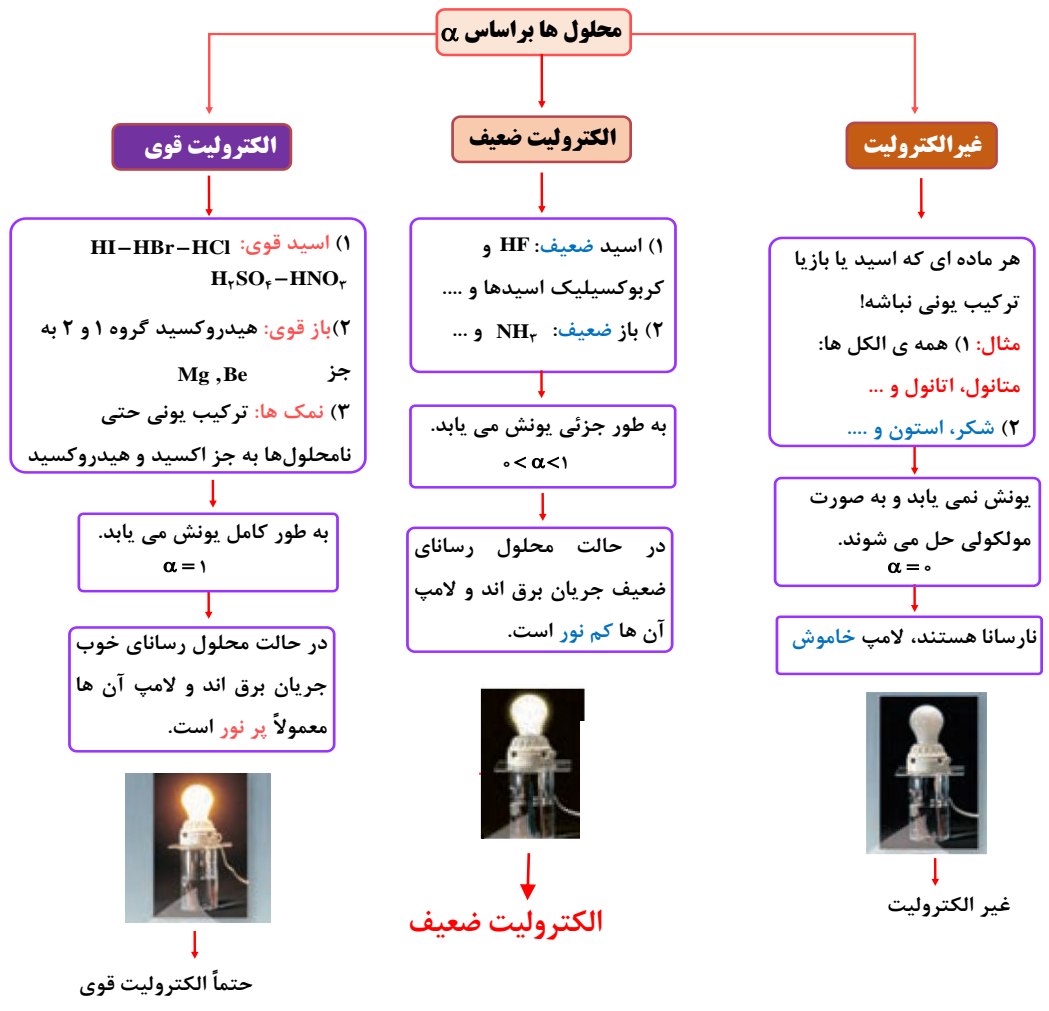 محلول ها براساس α
غیرالکترولیت
هر ماده ای که اسید یا بازیا
ترکیب یونی نباشه!
مثال: ۱) همه ی الکل ها:
متانول، اتانول و ...
۲) شکر، استون و ....
یونش نمی یابد و به صورت
مولکولی حل می شوند.
α = ۰
نارسانا هستند، لامپ خاموش
غیر الکترولیت
الکترولیت ضعیف
۱) اسید ضعیف: HF و
کربوکسیلیک اسیدها و ....
۲) باز ضعیف: NH₃ و ...
به طور جزئی یونش می یابد.
۰ < α < ۱
در حالت محلول رسانای
ضعیف جریان برق اند و لامپ
آن ها کم نور است.
الکترولیت ضعیف
الکترولیت قوی
۱) اسید قوی: HI – HBr – HCl
H₂SO₄ – HNO₃
۲)باز قوی: هیدروکسید گروه ۱ و ۲ به
جز Mg , Be
۳) نمک ها: ترکیب یونی حتی
نامحلول‌ها به جز اکسید و هیدروکسید
به طور کامل یونش می یابد.
α = ۱
در حالت محلول رسانای خوب
جریان برق اند و لامپ آن ها
معمولاً پر نور است.
حتماً الکترولیت قوی